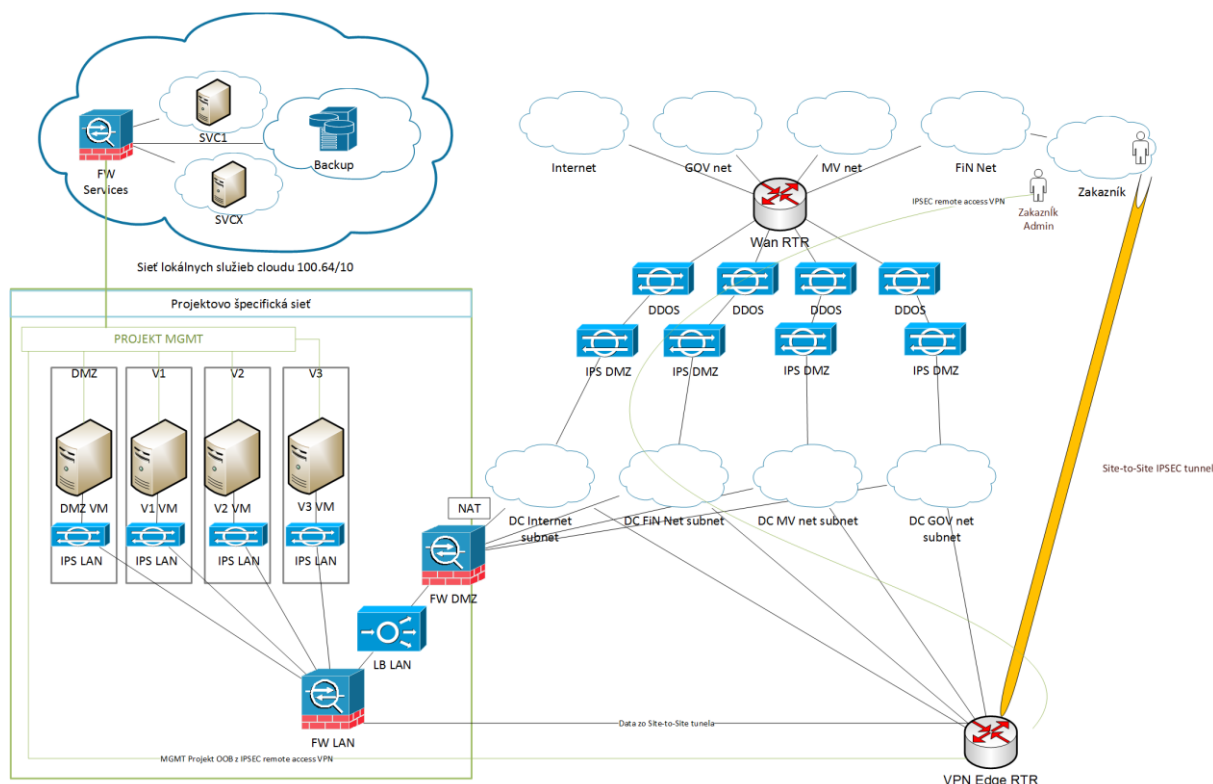 SVC1
FW
Services
Backup
SVCX
Sieť lokálnych služieb cloudu 100.64/10
Internet
GOV net
MV net
FiN Net
Zakazník
IPSEC remote access VPN
Zakazník
Admin
Wan RTR
DDOS
DDOS
DDOS
DDOS
IPS DMZ
IPS DMZ
IPS DMZ
IPS DMZ
Projektovo špecifická sieť
PROJEKT MGMT
DMZ
V1
V2
V3
DMZ VM
V1 VM
V2 VM
V3 VM
IPS LAN
IPS LAN
IPS LAN
IPS LAN
NAT
DC Internet
subnet
DC FiN Net subnet
DC MV net subnet
DC GOV net
subnet
Site-to-Site IPSEC tunnel
FW DMZ
LB LAN
FW LAN
Data zo Site-to-Site tunela
MGMT Projekt OOB z IPSEC remote access VPN
VPN Edge RTR